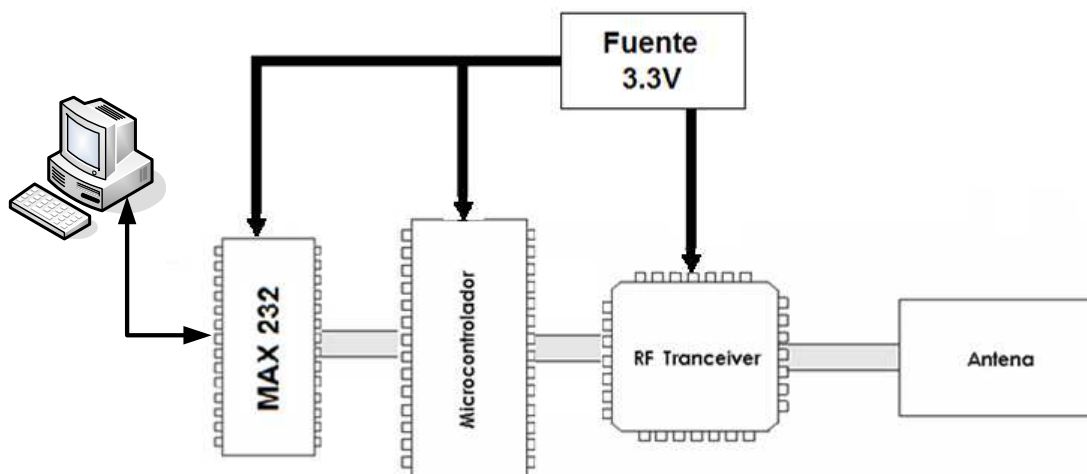 Fuente
3.3V
MAX 232
Microcontrolador
RF Tranceiver
Antena